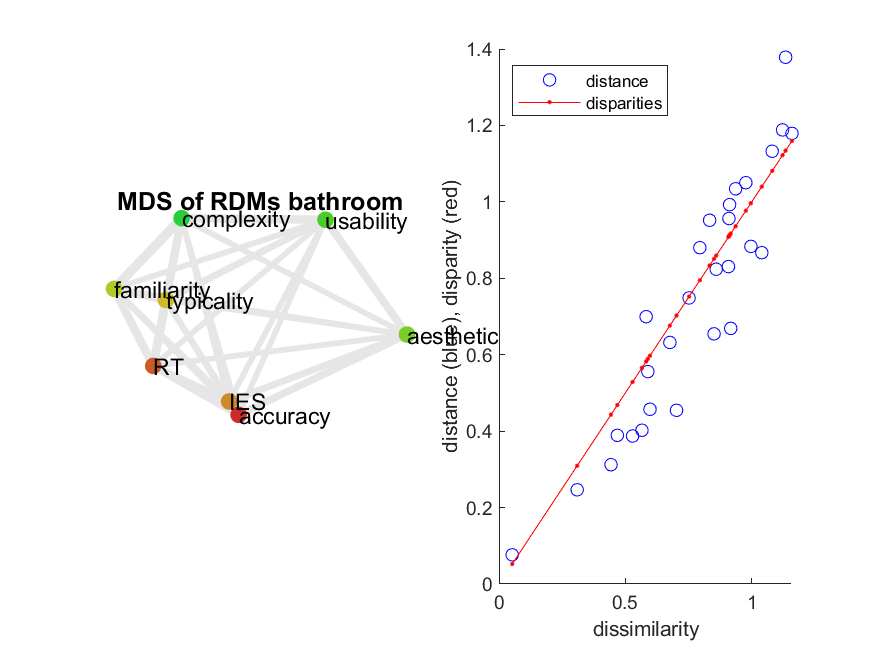 MDS of RDMs bathroom
complexity
usability
familiarity
typicality
aesthetic
RT
IES
accuracy
distance (blue), disparity (red)
1.4
1.2
1
0.8
0.6
0.4
0.2
0
distance
disparities
0
0.5
1
dissimilarity